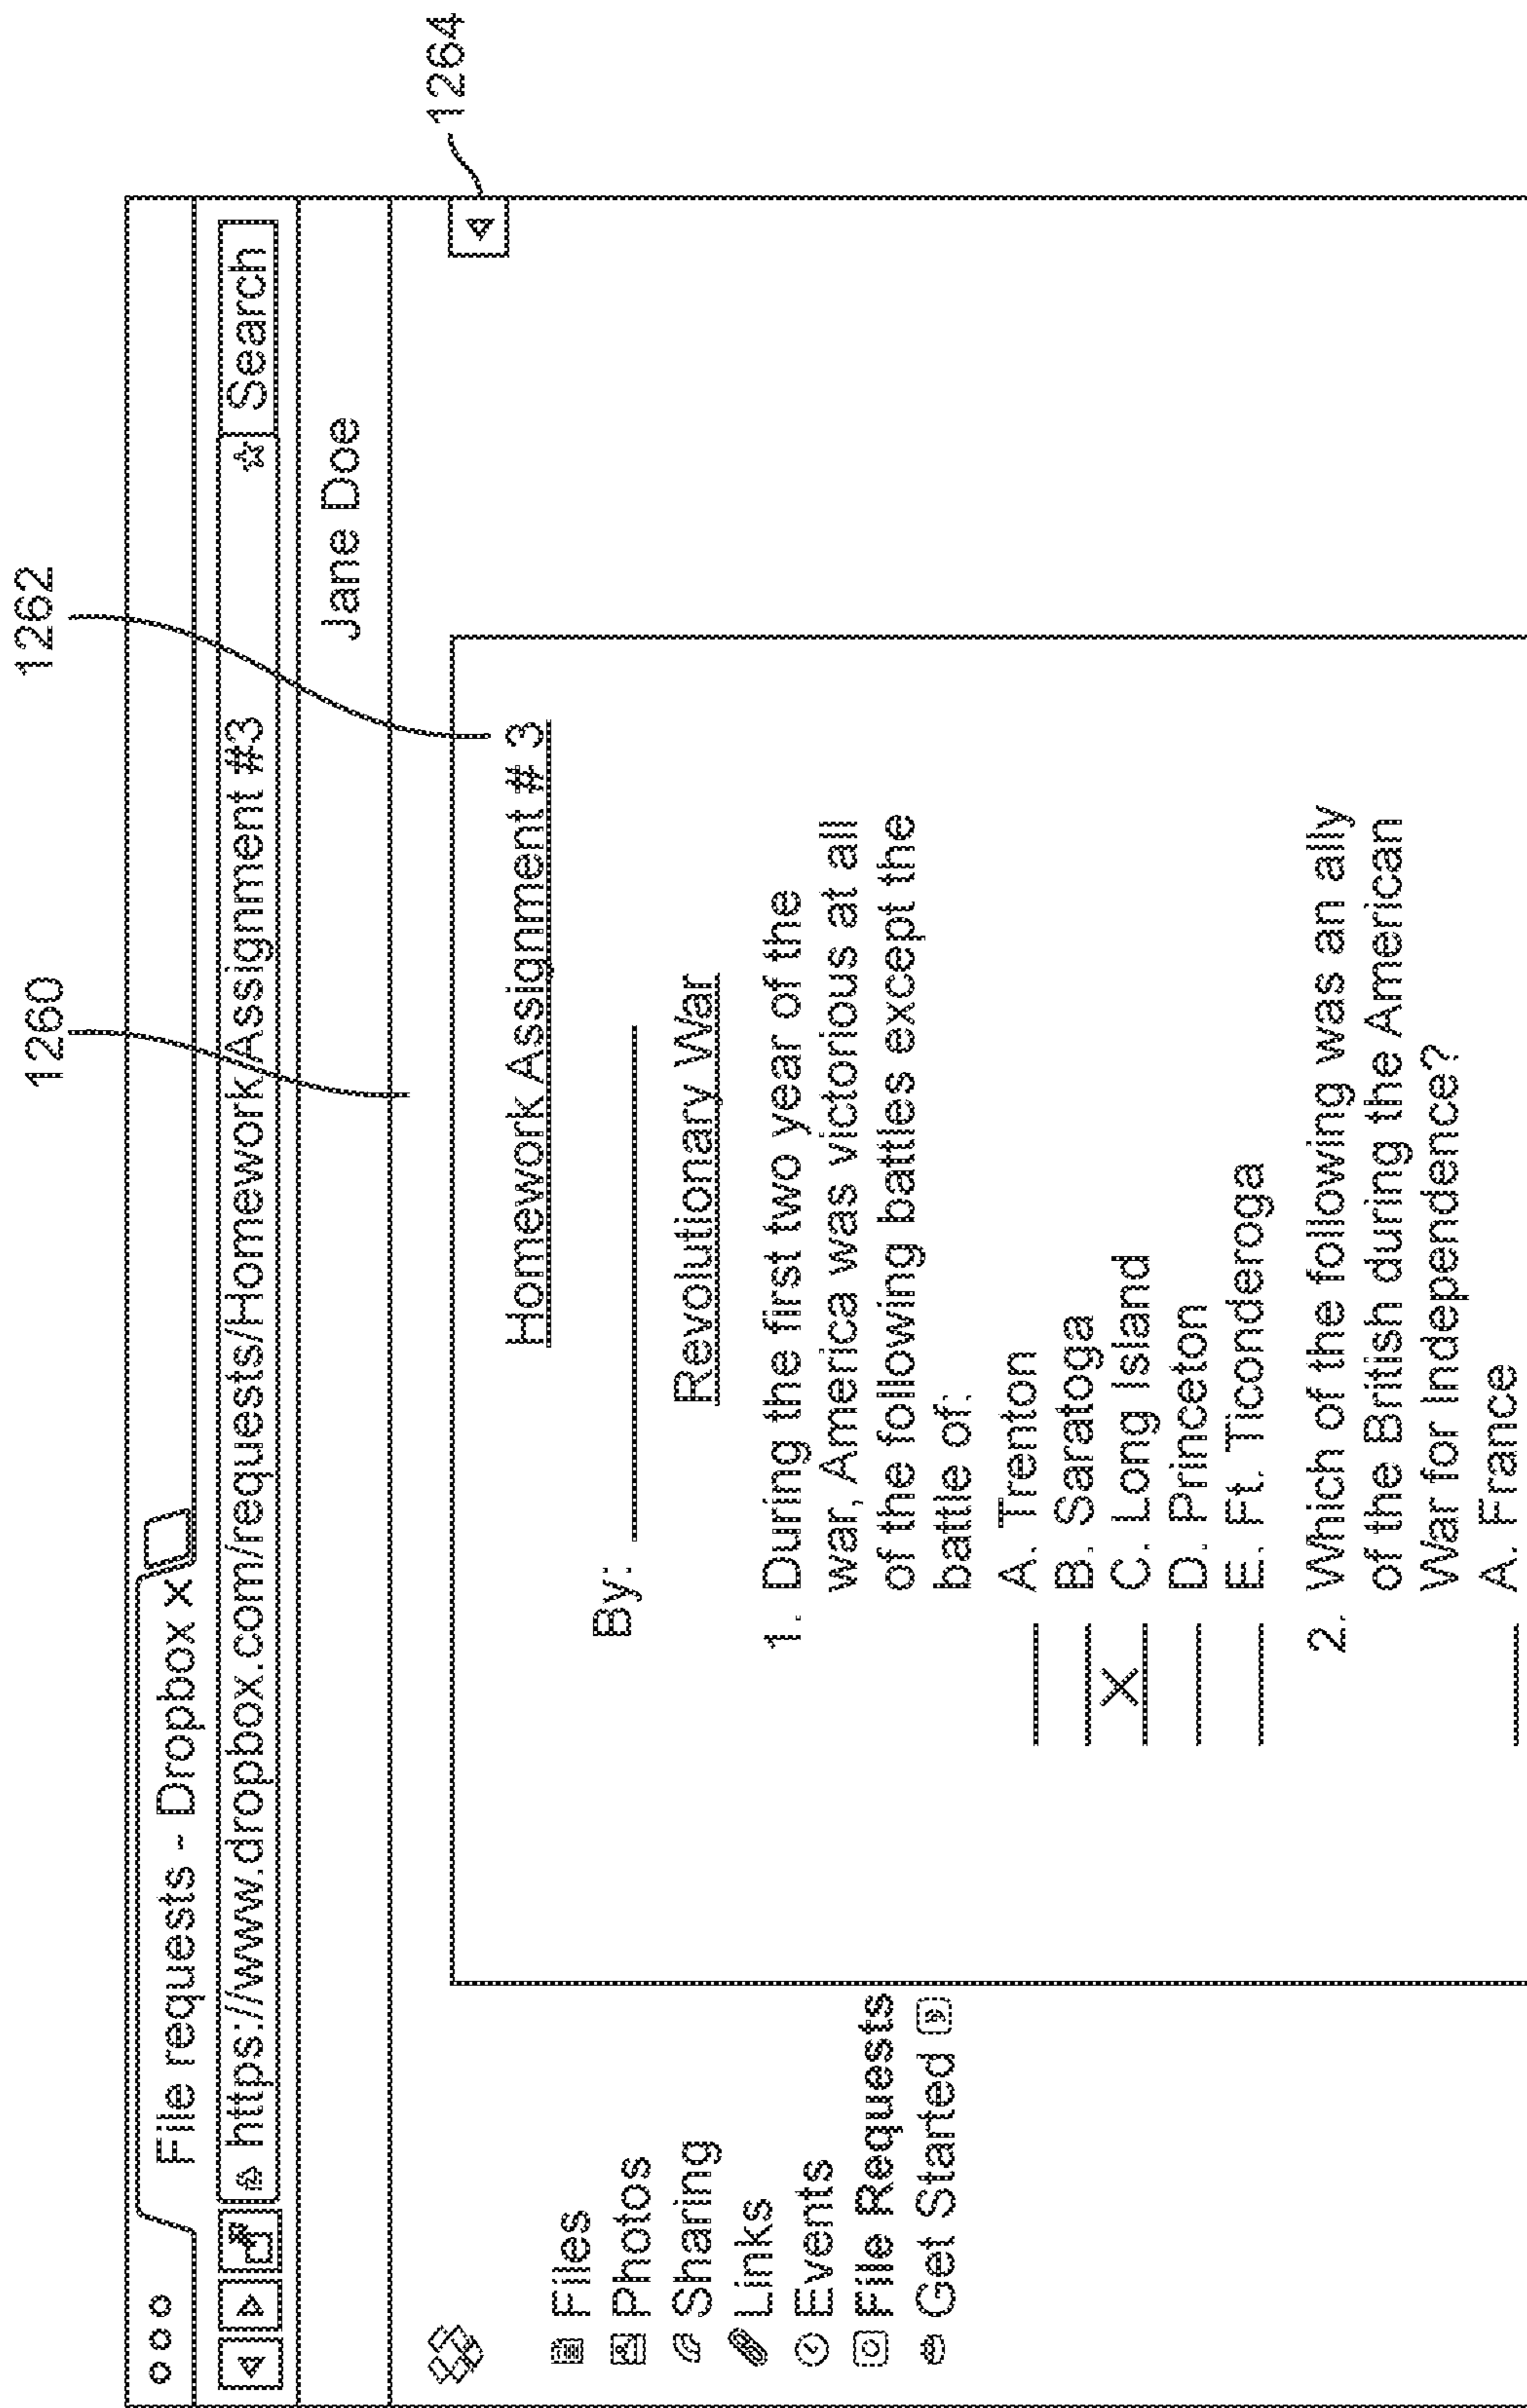 1260
1262
1264
File requests - Dropbox x
https://www.dropbox.com/requests/Homework/Assignment #3
Search
Jane Doe
Files
Photos
Sharing
Links
Events
File Requests
Get Started
Homework Assignment # 3
By:
Revolutionary War
1. During the first two year of the
war, America was victorious at all
of the following battles except the
battle of:
A. Trenton
B. Saratoga
X C. Long Island
D. Princeton
E. Ft. Ticonderoga
2. Which of the following was an ally
of the British during the American
War for Independence?
A. France